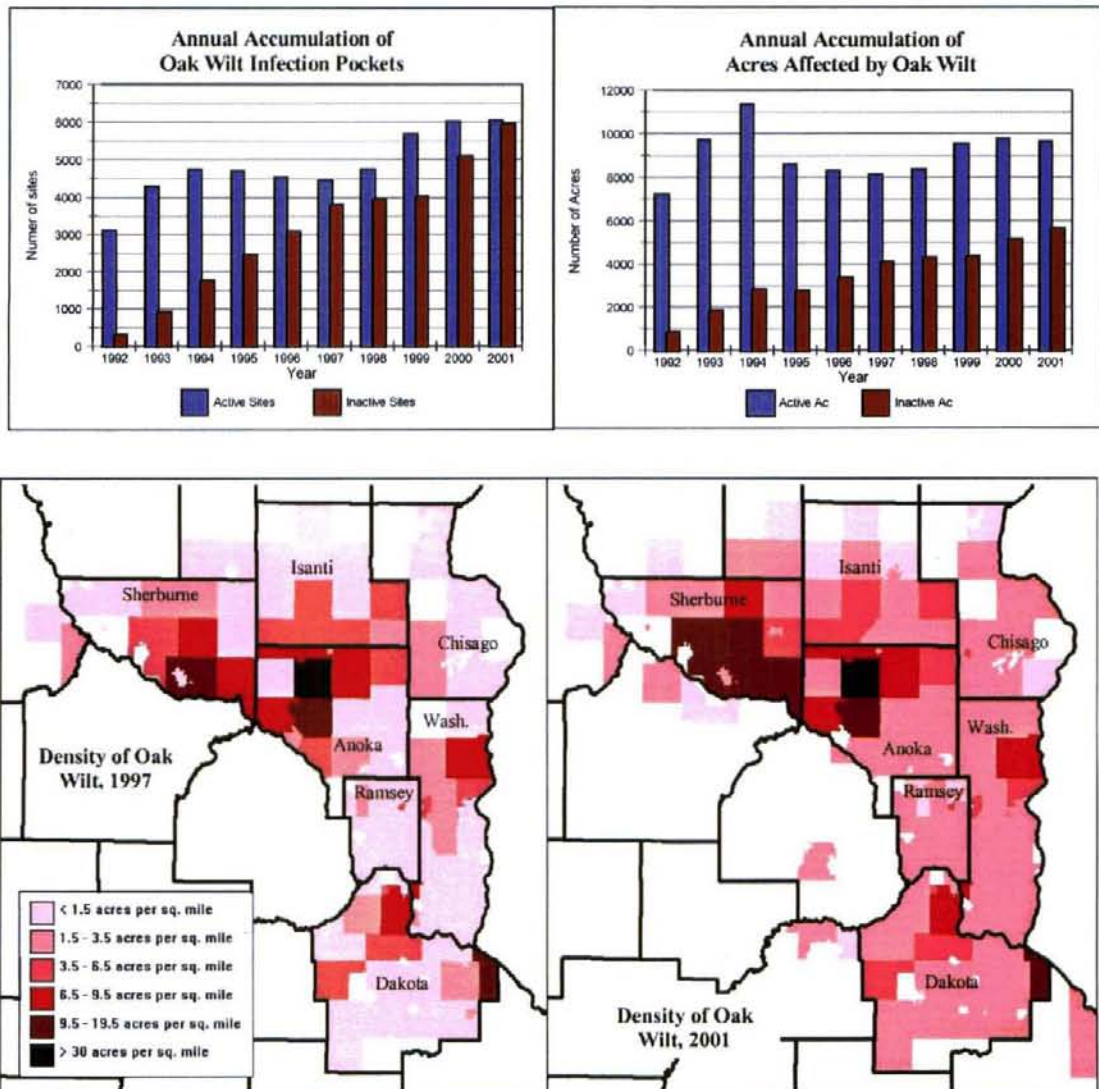 Annual Accumulation of
Oak Wilt Infection Pockets
7000
6000
5000
4000
3000
2000
1000
0
Numer of sites
1992 1993 1994 1995 1996 1997 1998 1999 2000 2001
Year
Active Sites Inactive Sites
Annual Accumulation of
Acres Affected by Oak Wilt
12000
10000
8000
6000
4000
2000
0
Number of Acres
1992 1993 1994 1995 1996 1997 1998 1999 2000 2001
Year
Active Ac Inactive Ac
Isanti
Sherburne
Chisago
Wash.
Anoka
Density of Oak
Wilt, 1997
Ramsey
Dakota
< 1.5 acres per sq. mile
1.5 - 3.5 acres per sq. mile
3.5 - 6.5 acres per sq. mile
6.5 - 9.5 acres per sq. mile
9.5 - 19.5 acres per sq. mile
> 30 acres per sq. mile
Isanti
Sherburne
Chisago
Wash.
Anoka
Ramsey
Dakota
Density of Oak
Wilt, 2001